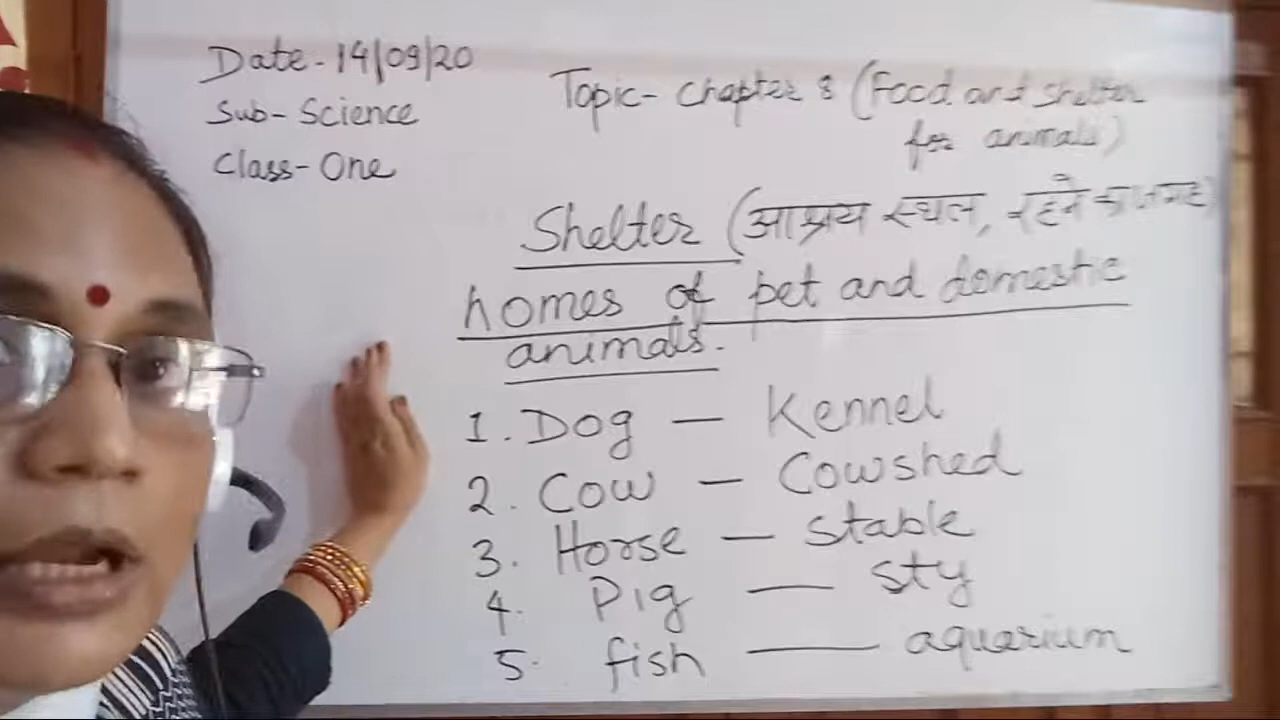 Date - 14/09/20
Sub - Science
Class - One
Topic - Chapter 8 (Food and shelter
for animals)
Shelter (आश्रय स्थल, रहने का जगह)
homes of pet and domestic
animals.
1. Dog — Kennel
2. Cow — Cowshed
3. Horse — stable
4. Pig — sty
5. fish — aquarium